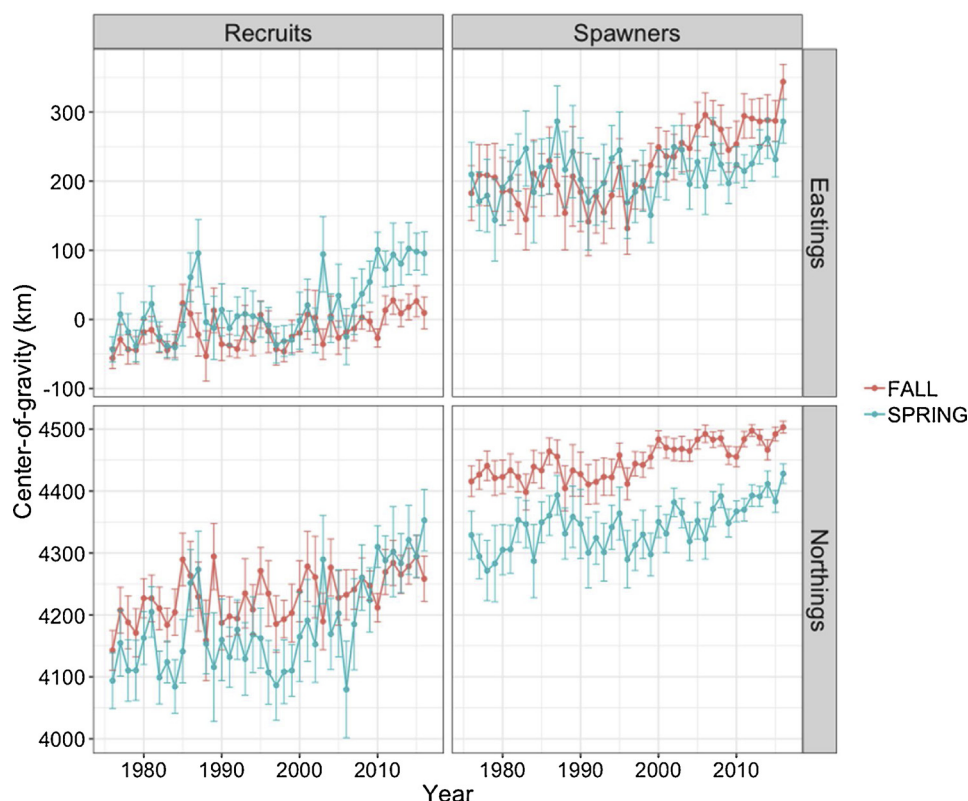 Recruits
Spawners
300
200
100
0
-100
Eastings
Center-of-gravity (km)
FALL
SPRING
4500
4400
4300
4200
4100
4000
Northings
1980 1990 2000 2010 1980 1990 2000 2010
Year